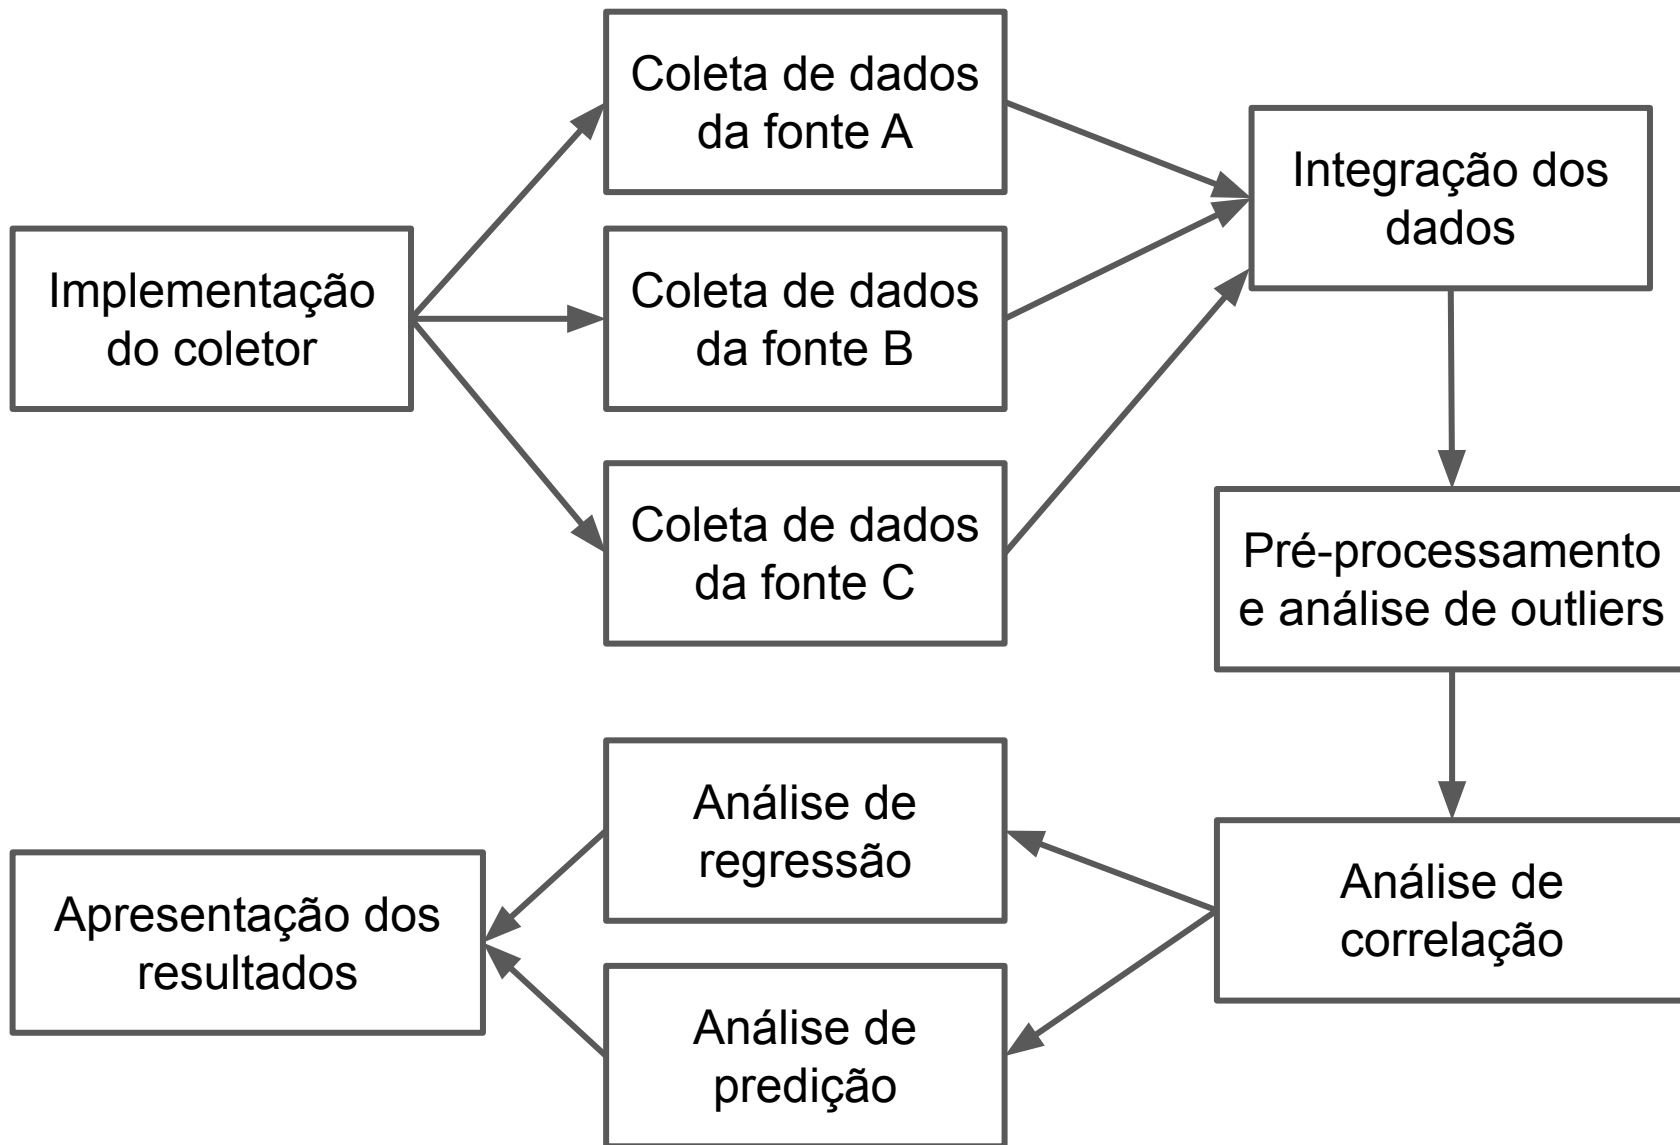 Implementação
do coletor
Coleta de dados
da fonte A
Coleta de dados
da fonte B
Coleta de dados
da fonte C
Integração dos
dados
Pré-processamento
e análise de outliers
Análise de
correlação
Análise de
regressão
Análise de
predição
Apresentação dos
resultados